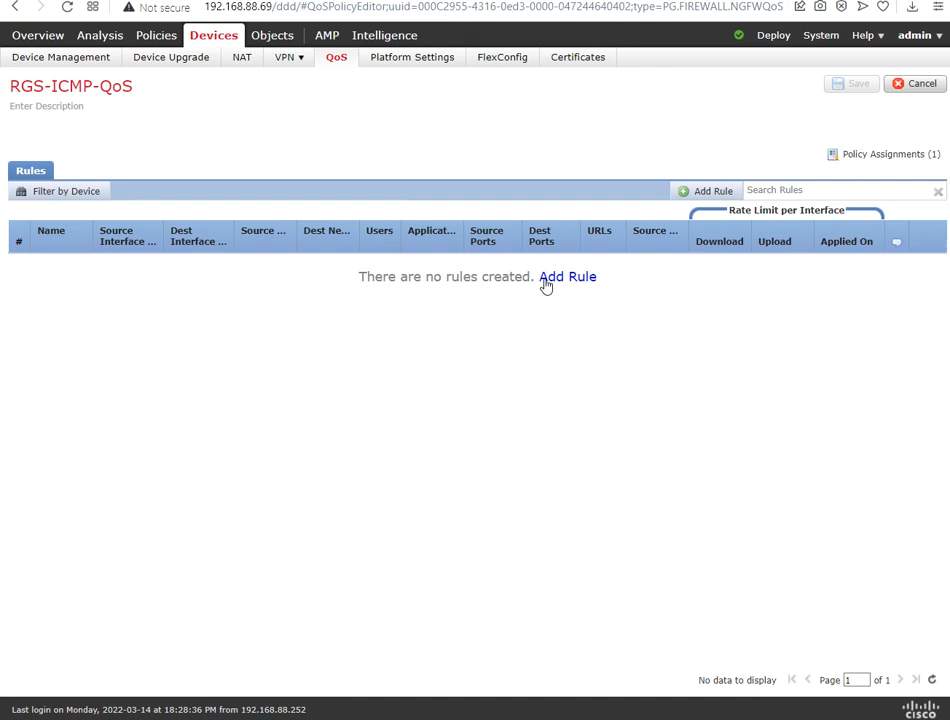 Not secure
192.168.88.69/ddd/#QoSPolicyEditor;uuid=000C2955-4316-0ed3-0000-047244640402;type=PG.FIREWALL.NGFWQoS
Overview Analysis Policies Devices Objects AMP Intelligence Deploy System Help admin
Device Management Device Upgrade NAT VPN QoS Platform Settings FlexConfig Certificates
RGS-ICMP-QoS
Save Cancel
Enter Description
Policy Assignments (1)
Rules
Filter by Device Add Rule Search Rules
Rate Limit per Interface
# Name Source Interface ... Dest Interface ... Source ... Dest Ne... Users Applicat... Source Ports Dest Ports URLs Source ... Download Upload Applied On
There are no rules created. Add Rule
No data to display Page 1 of 1
Last login on Monday, 2022-03-14 at 18:28:36 PM from 192.168.88.252
cisco